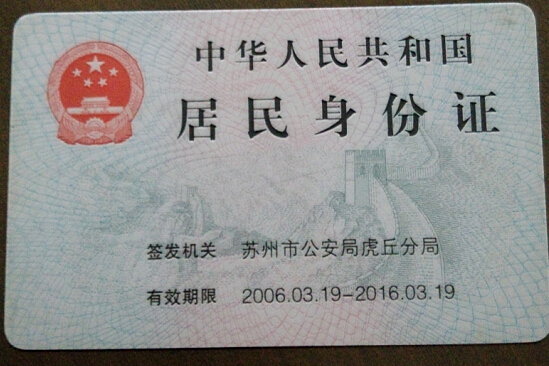 中华人民共和国
居民身份证
签发机关 苏州市公安局虎丘分局
有效期限 2006.03.19-2016.03.19